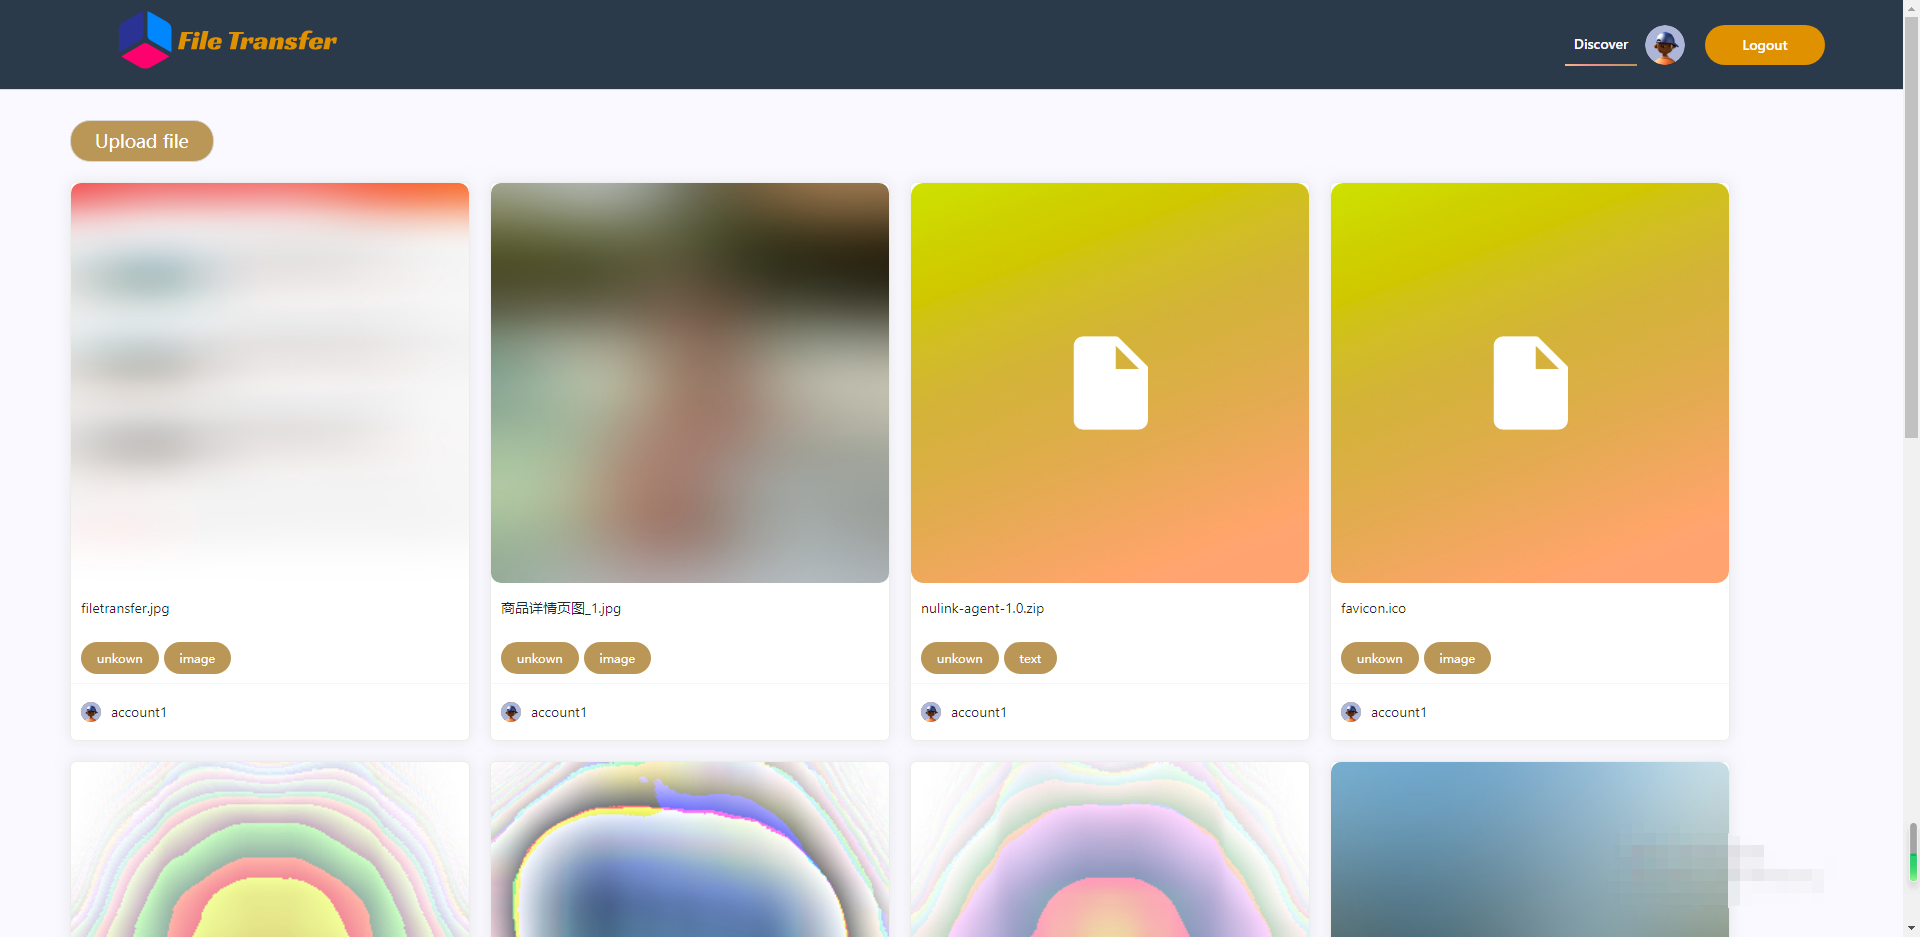 File Transfer
Discover
Logout
Upload file
filetransfer.jpg
unkown
image
account1
商品详情页图_1.jpg
unkown
image
account1
nulink-agent-1.0.zip
unkown
text
account1
favicon.ico
unkown
image
account1